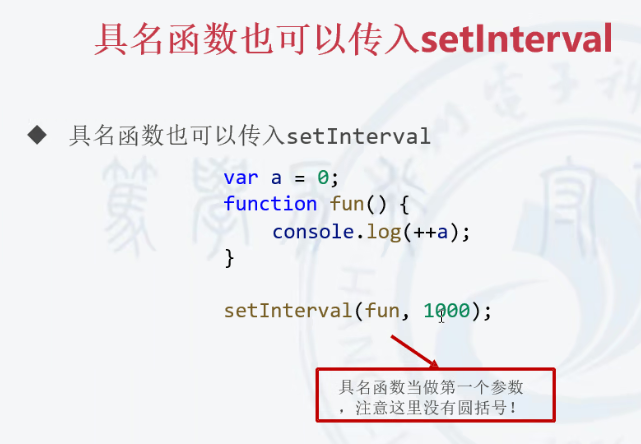 具名函数也可以传入setInterval
◆ 具名函数也可以传入setInterval
var a = 0;
function fun() {
console.log(++a);
}
setInterval(fun, 1000);
具名函数当做第一个参数
，注意这里没有圆括号！